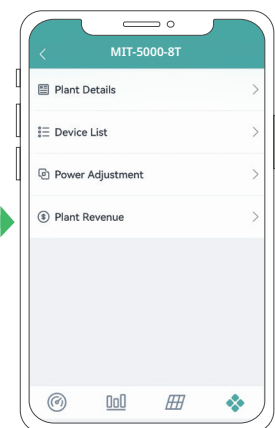 MIT-5000-8T
Plant Details
Device List
Power Adjustment
Plant Revenue